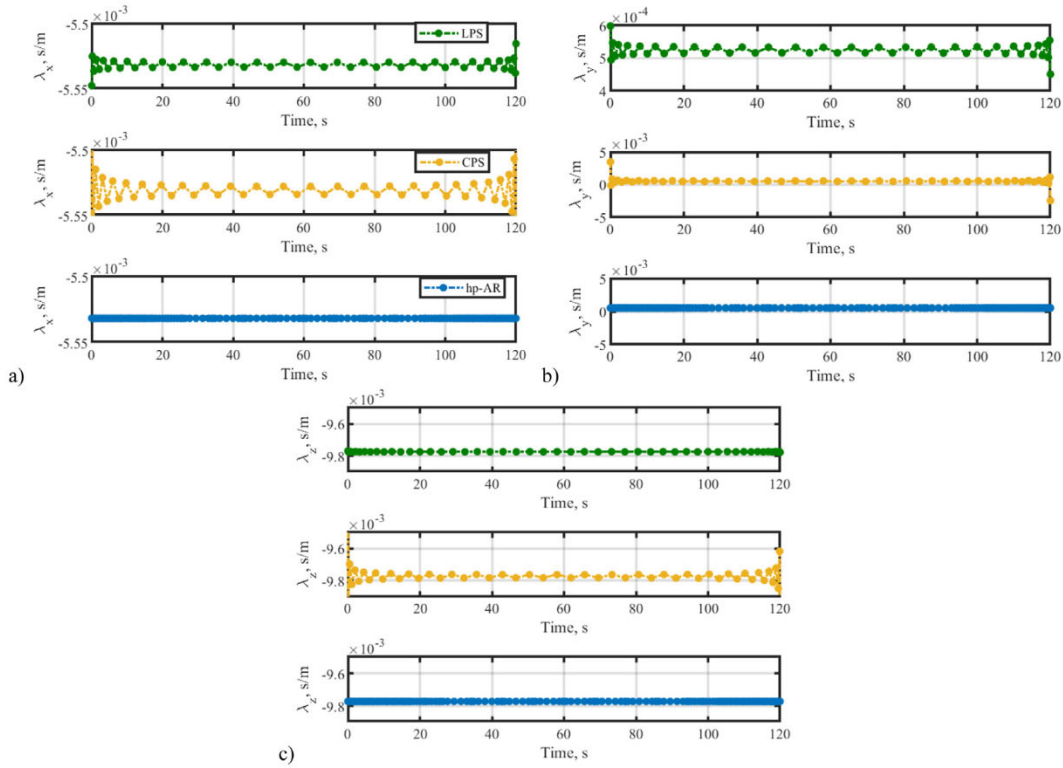 ×10⁻³
-5.5
LPS
λx, s/m
-5.55
0 20 40 60 80 100 120
Time, s
×10⁻³
-5.5
CPS
λx, s/m
-5.55
0 20 40 60 80 100 120
Time, s
×10⁻³
-5.5
hp-AR
λx, s/m
-5.55
0 20 40 60 80 100 120
Time, s
a)
×10⁻⁴
6
5
4
λy, s/m
0 20 40 60 80 100 120
Time, s
×10⁻³
5
0
-5
λy, s/m
0 20 40 60 80 100 120
Time, s
×10⁻³
5
0
-5
λy, s/m
0 20 40 60 80 100 120
Time, s
b)
×10⁻³
-9.6
-9.8
λz, s/m
0 20 40 60 80 100 120
Time, s
×10⁻³
-9.6
-9.8
λz, s/m
0 20 40 60 80 100 120
Time, s
×10⁻³
-9.6
-9.8
λz, s/m
0 20 40 60 80 100 120
Time, s
c)